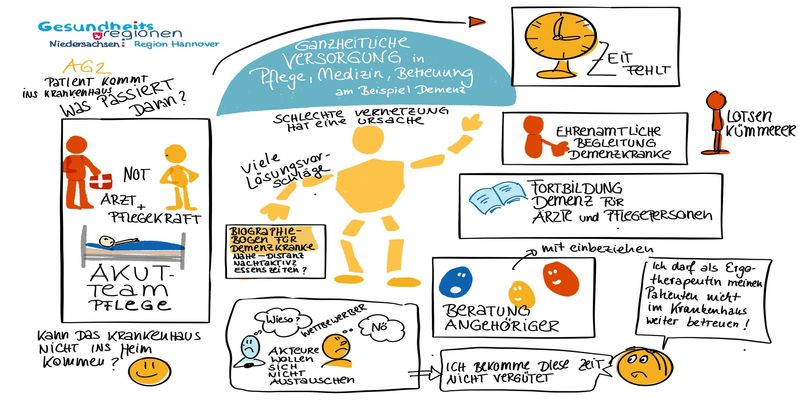 Gesundheits
regionen
Niedersachsen: Region Hannover
AG2
PATIENT KOMMT
INS KRANKENHAUS
WAS PASSIERT
DANN?
NOT
ARZT +
PFLEGEKRAFT
AKUT-
TEAM
PFLEGE
KANN DAS KRANKENHAUS
NICHT INS HEIM
KOMMEN?
GANZHEITLICHE
VERSORGUNG in
Pflege, Medizin, Betreuung
am Beispiel Demenz
SCHLECHTE VERNETZUNG
HAT EINE URSACHE
Viele
Lösungsvor-
schläge
BIOGRAPHIE-
BOGEN FÜR
DEMENZKRANKE
NÄHE-DISTANZ
NACHTAKTIV?
ESSENSZEITEN?
Wieso?
WETTBEWERBER
Nö
AKTEURE
WOLLEN
SICH
NICHT
AUSTAUSCHEN
ZEIT
FEHLT
EHRENAMTLICHE
BEGLEITUNG
DEMENZKRANKE
LOTSEN
KÜMMERER
FORTBILDUNG
DEMENZ FÜR
ÄRZTE und PFLEGEPERSONEN
mit einbeziehen
BERATUNG
ANGEHÖRIGER
Ich darf als Ergo-
therapeutin meinen
Patienten nicht
im Krankenhaus
weiter betreuen!
ICH BEKOMME DIESE ZEIT
NICHT VERGÜTET